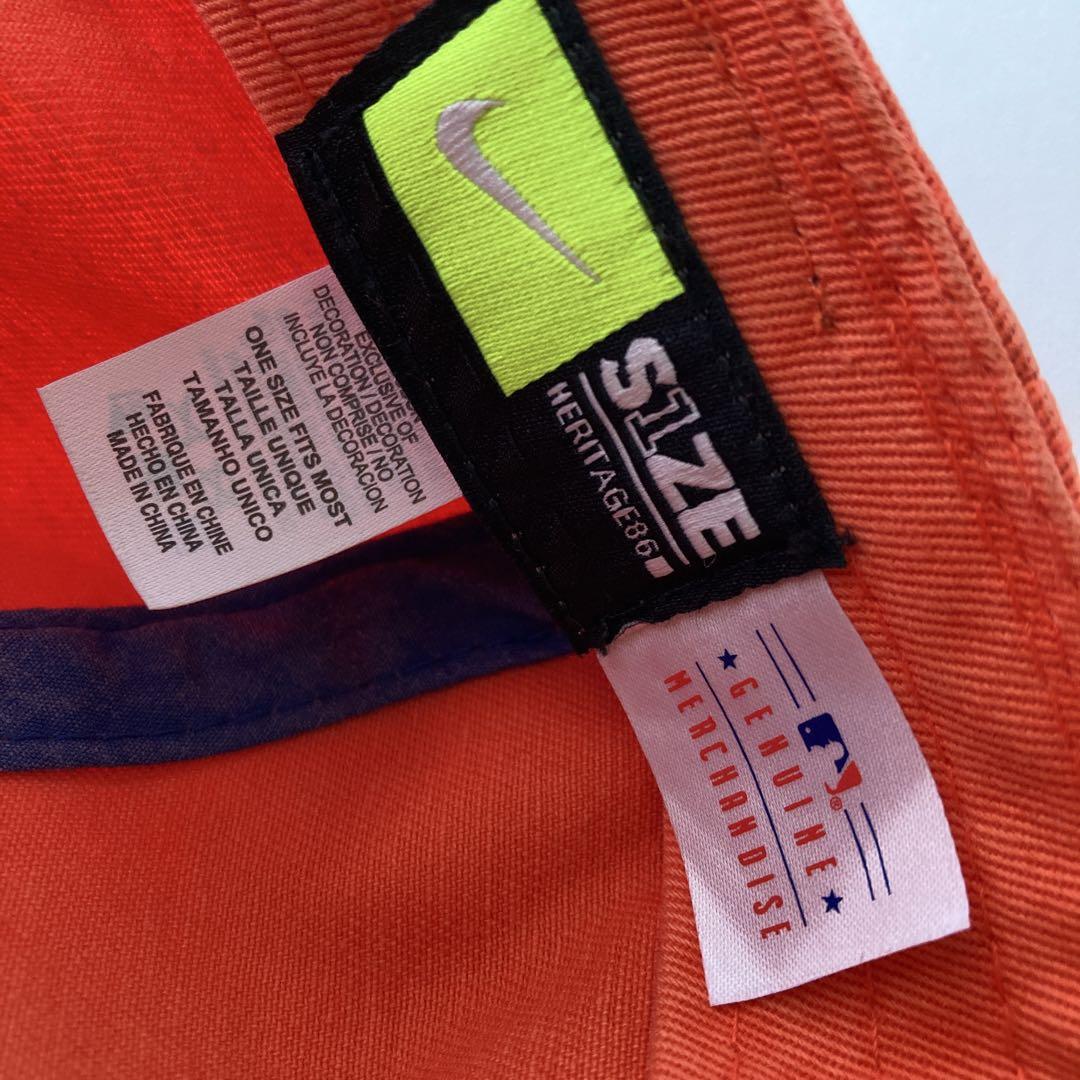 S1ZE
HERITAGE86
EXCLUSIVE OF
DECORATION/DECORATION
NON COMPRISE/NO
INCLUYE LA DECORACION
ONE SIZE FITS MOST
TAILLE UNIQUE
TALLA UNICA
TAMANHO UNICO
FABRIQUE EN CHINE
HECHO EN CHINA
MADE IN CHINA
®
GENUINE
MERCHANDISE